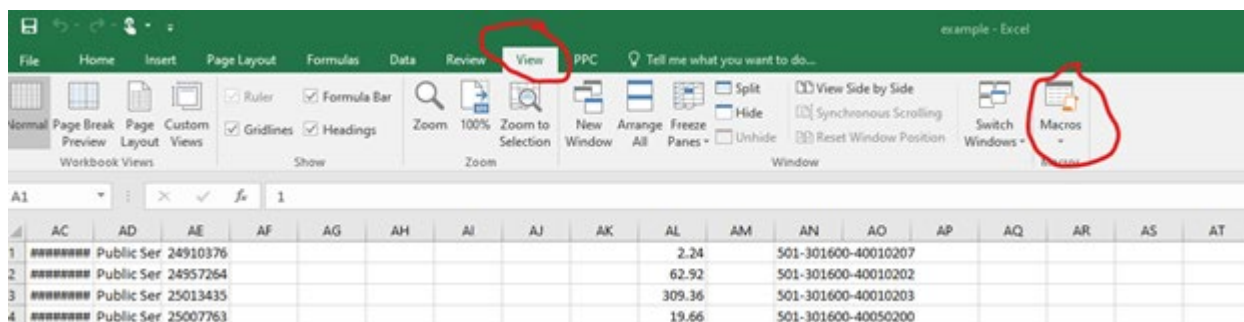 example - Excel
File Home Insert Page Layout Formulas Data Review View PPC Tell me what you want to do...
Normal Page Break Preview Page Layout Custom Views
Workbook Views
Ruler Formula Bar
Gridlines Headings
Show
Zoom 100% Zoom to Selection
Zoom
New Window Arrange All Freeze Panes
Split
Hide
Unhide
View Side by Side
Synchronous Scrolling
Reset Window Position
Switch Windows
Window
Macros
Macros
A1 fx 1
AC AD AE AF AG AH AI AJ AK AL AM AN AO AP AQ AR AS AT
1 ######## Public Ser 24910376 2.24 501-301600-40010207
2 ######## Public Ser 24957264 62.92 501-301600-40010202
3 ######## Public Ser 25013435 309.36 501-301600-40010203
4 ######## Public Ser 25007763 19.66 501-301600-40050200